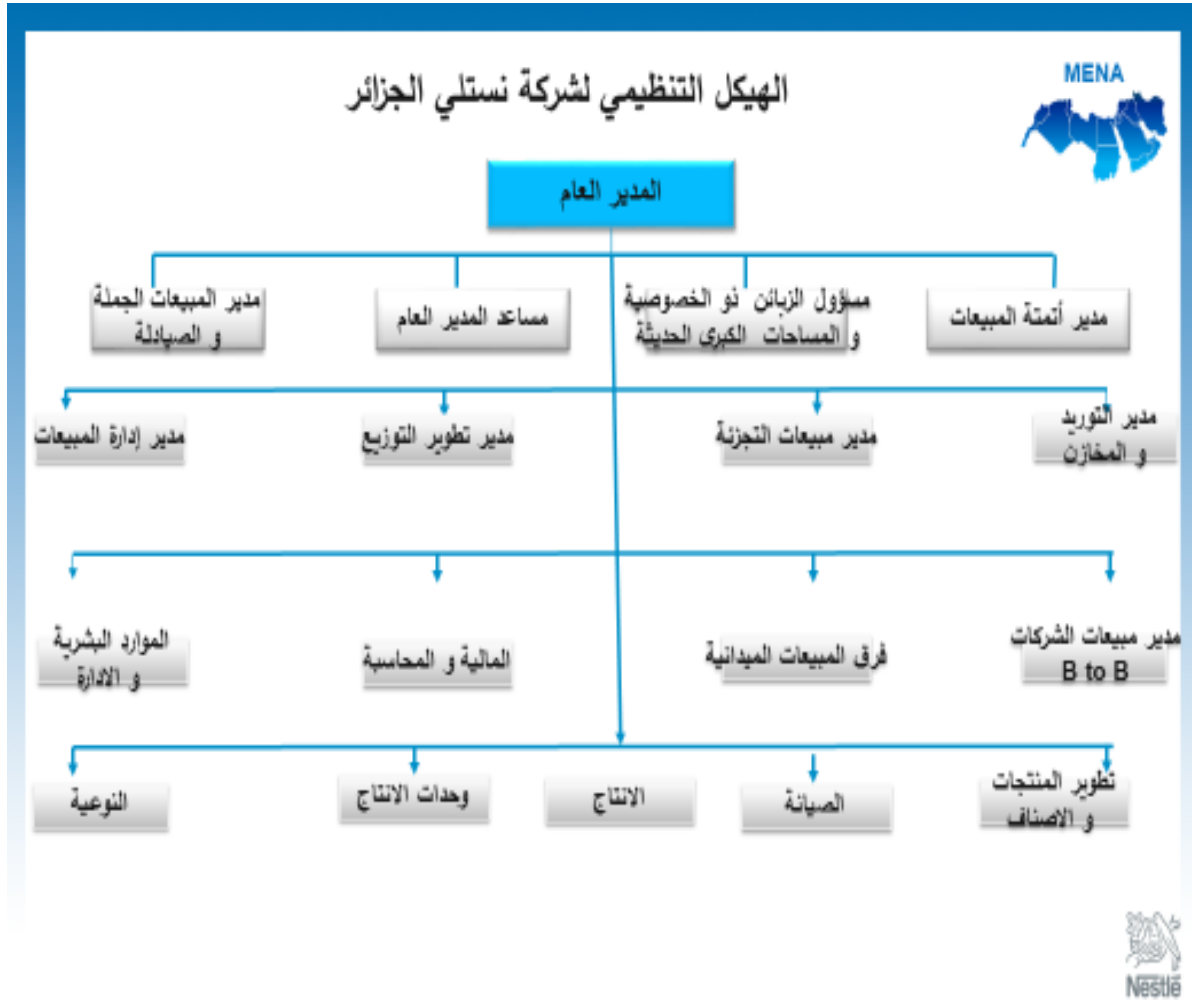 الهيكل التنظيمي لشركة نستلي الجزائر
MENA
المدير العام
مدير أتمتة المبيعات
مسؤول الزبائن ذو الخصوصية
و المساحات الكبرى الحديثة
مساعد المدير العام
مدير المبيعات الجملة
و الصيادلة
مدير التوريد
و المخازن
مدير مبيعات التجزئة
مدير تطوير التوزيع
مدير إدارة المبيعات
مدير مبيعات الشركات
B to B
فرق المبيعات الميدانية
المالية و المحاسبة
الموارد البشرية
و الادارة
تطوير المنتجات
و الاصناف
الصيانة
الانتاج
وحدات الانتاج
النوعية
Nestlé